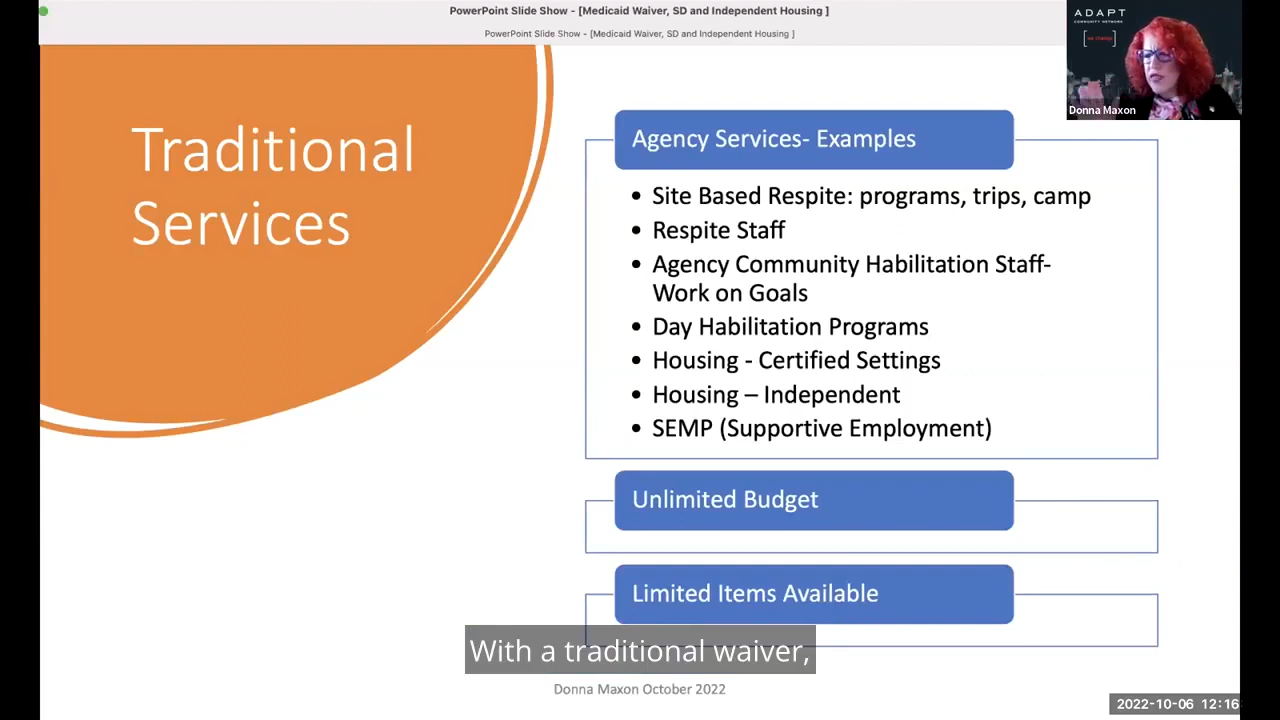 PowerPoint Slide Show - [Medicaid Waiver, SD and Independent Housing ]
PowerPoint Slide Show - [Medicaid Waiver, SD and Independent Housing ]
ADAPT
COMMUNITY NETWORK
Donna Maxon
Traditional
Services
Agency Services- Examples
• Site Based Respite: programs, trips, camp
• Respite Staff
• Agency Community Habilitation Staff-
Work on Goals
• Day Habilitation Programs
• Housing - Certified Settings
• Housing – Independent
• SEMP (Supportive Employment)
Unlimited Budget
Limited Items Available
With a traditional waiver,
Donna Maxon October 2022
2022-10-06 12:16